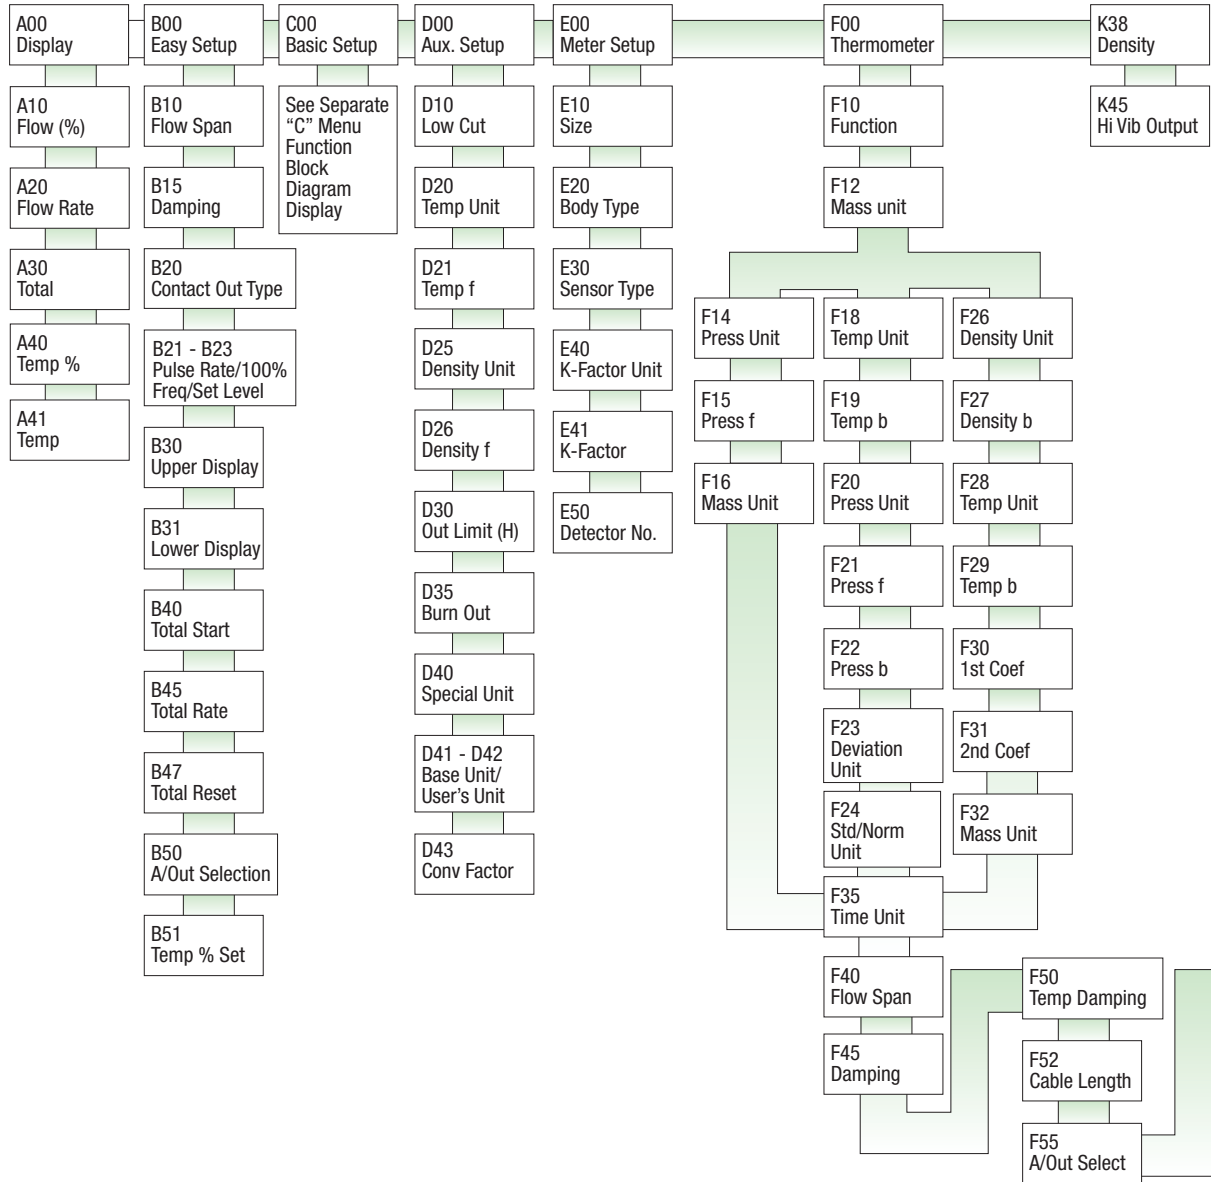 A00
Display
B00
Easy Setup
C00
Basic Setup
D00
Aux. Setup
E00
Meter Setup
F00
Thermometer
K38
Density
A10
Flow (%)
A20
Flow Rate
A30
Total
A40
Temp %
A41
Temp
B10
Flow Span
B15
Damping
B20
Contact Out Type
B21 - B23
Pulse Rate/100%
Freq/Set Level
B30
Upper Display
B31
Lower Display
B40
Total Start
B45
Total Rate
B47
Total Reset
B50
A/Out Selection
B51
Temp % Set
See Separate
“C” Menu
Function
Block
Diagram
Display
D10
Low Cut
D20
Temp Unit
D21
Temp f
D25
Density Unit
D26
Density f
D30
Out Limit (H)
D35
Burn Out
D40
Special Unit
D41 - D42
Base Unit/
User’s Unit
D43
Conv Factor
E10
Size
E20
Body Type
E30
Sensor Type
E40
K-Factor Unit
E41
K-Factor
E50
Detector No.
F10
Function
F12
Mass unit
F14
Press Unit
F15
Press f
F16
Mass Unit
F18
Temp Unit
F19
Temp b
F20
Press Unit
F21
Press f
F22
Press b
F23
Deviation
Unit
F24
Std/Norm
Unit
F26
Density Unit
F27
Density b
F28
Temp Unit
F29
Temp b
F30
1st Coef
F31
2nd Coef
F32
Mass Unit
F35
Time Unit
F40
Flow Span
F45
Damping
F50
Temp Damping
F52
Cable Length
F55
A/Out Select
K45
Hi Vib Output